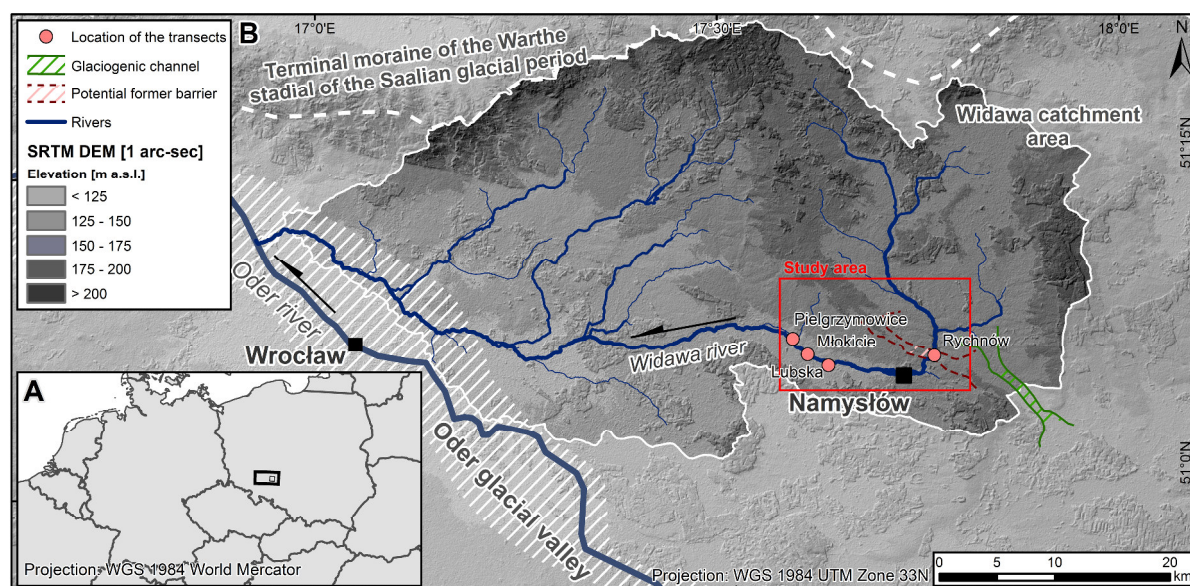 17°0'E
17°30'E
18°0'E
B
N
Location of the transects
Glaciogenic channel
Potential former barrier
Rivers
SRTM DEM [1 arc-sec]
Elevation [m a.s.l.]
< 125
125 - 150
150 - 175
175 - 200
> 200
Terminal moraine of the Warthe
stadial of the Saalian glacial period
Widawa catchment
area
51°15'N
Study area
Pielgrzymowice
Młokicie
Rychnów
Lubska
Namysłów
Oder river
Widawa river
Wrocław
Oder glacial valley
51°0'N
A
Projection: WGS 1984 World Mercator
Projection: WGS 1984 UTM Zone 33N
0 5 10 20
km